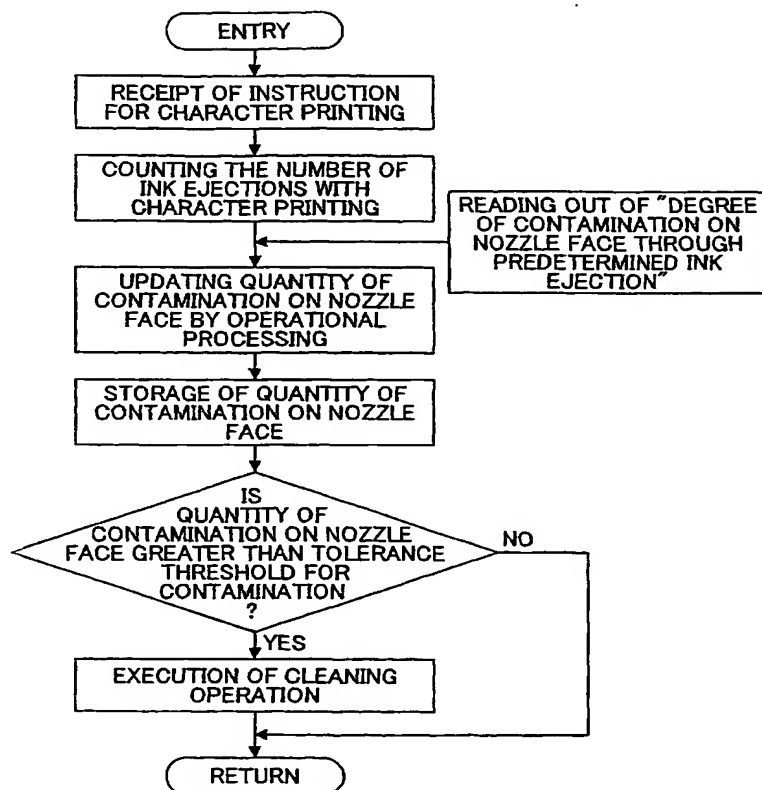 ENTRY
RECEIPT OF INSTRUCTION
FOR CHARACTER PRINTING
COUNTING THE NUMBER OF
INK EJECTIONS WITH
CHARACTER PRINTING
READING OUT OF "DEGREE
OF CONTAMINATION ON
NOZZLE FACE THROUGH
PREDETERMINED INK
EJECTION"
UPDATING QUANTITY OF
CONTAMINATION ON NOZZLE
FACE BY OPERATIONAL
PROCESSING
STORAGE OF QUANTITY OF
CONTAMINATION ON NOZZLE
FACE
IS
QUANTITY OF
CONTAMINATION ON NOZZLE
FACE GREATER THAN TOLERANCE
THRESHOLD FOR
CONTAMINATION
?
NO
YES
EXECUTION OF CLEANING
OPERATION
RETURN